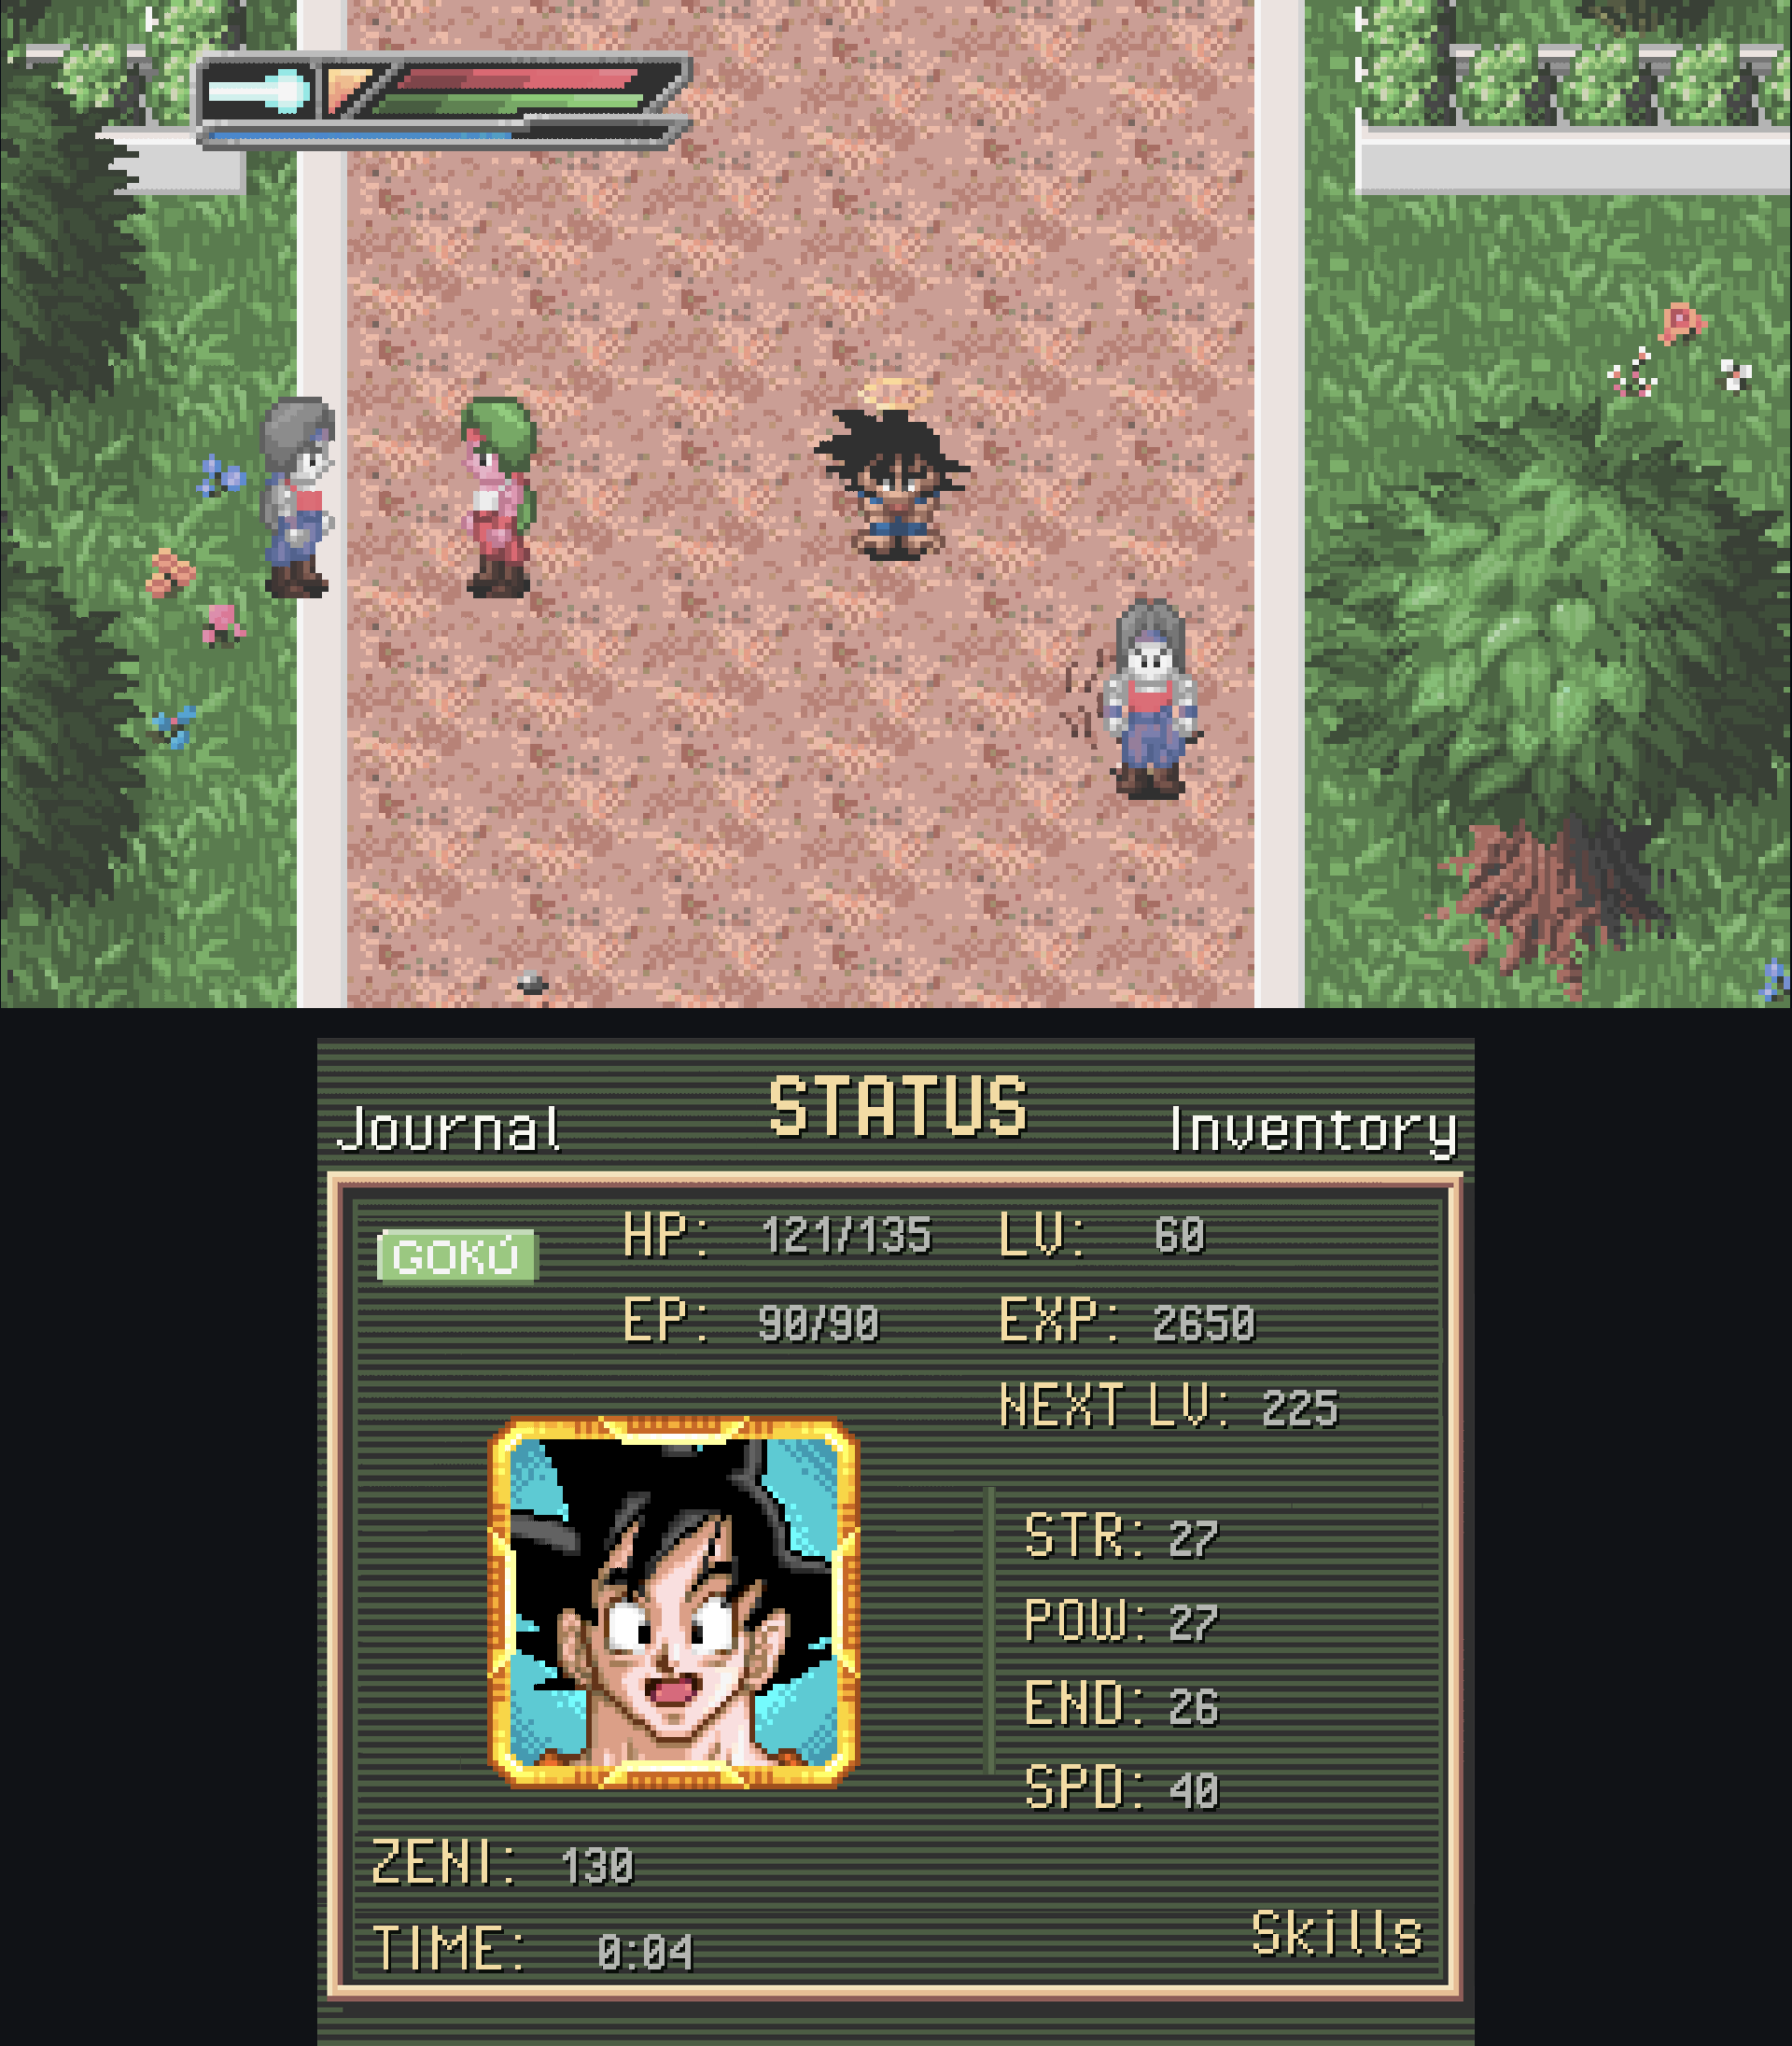 STATUS
Journal
Inventory
GOKÚ
HP: 121/135
LV: 60
EP: 90/90
EXP: 2650
NEXT LV: 225
STR: 27
POW: 27
END: 26
SPD: 40
ZENI: 130
TIME: 0:04
Skills